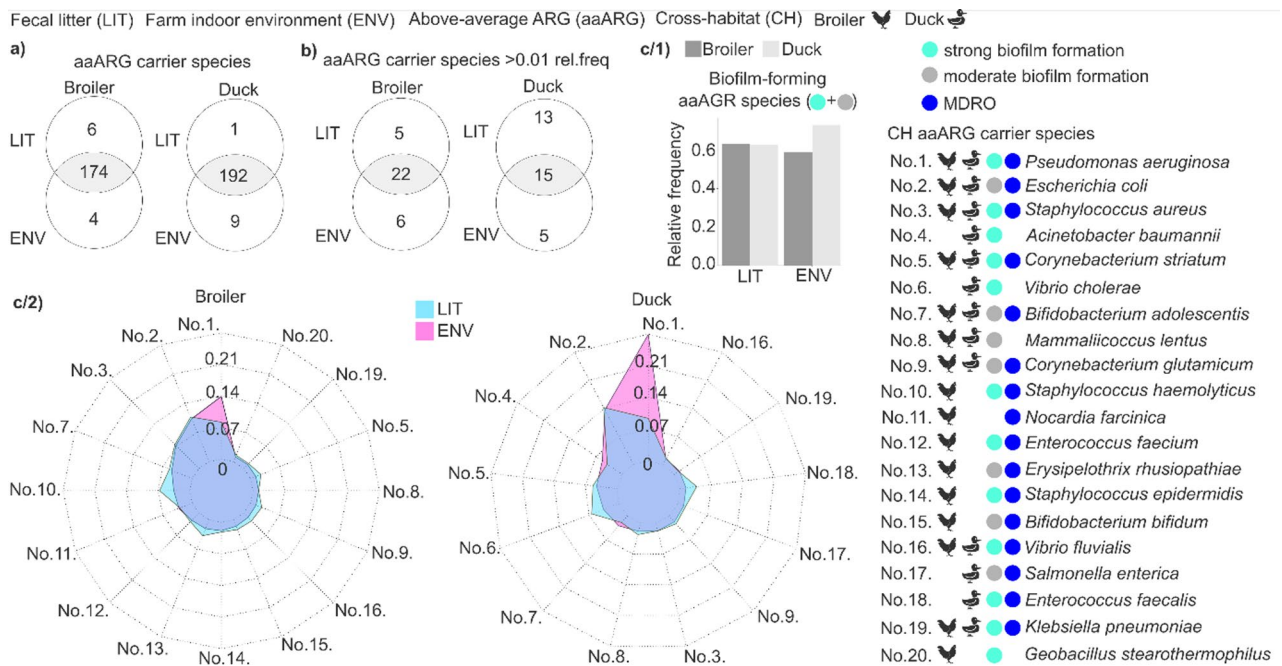 Fecal litter (LIT) Farm indoor environment (ENV) Above-average ARG (aaARG) Cross-habitat (CH) Broiler Duck
a)
aaARG carrier species
Broiler Duck
LIT 6 LIT 1
174 192
ENV 4 ENV 9
b)
aaARG carrier species >0.01 rel.freq
Broiler Duck
LIT 5 LIT 13
22 15
ENV 6 ENV 5
c/1) Broiler Duck
Biofilm-forming
aaAGR species ( + )
Relative frequency
0.6
0.4
0.2
0.0
LIT ENV
strong biofilm formation
moderate biofilm formation
MDRO
CH aaARG carrier species
No.1. Pseudomonas aeruginosa
No.2. Escherichia coli
No.3. Staphylococcus aureus
No.4. Acinetobacter baumannii
No.5. Corynebacterium striatum
No.6. Vibrio cholerae
No.7. Bifidobacterium adolescentis
No.8. Mammaliicoccus lentus
No.9. Corynebacterium glutamicum
No.10. Staphylococcus haemolyticus
No.11. Nocardia farcinica
No.12. Enterococcus faecium
No.13. Erysipelothrix rhusiopathiae
No.14. Staphylococcus epidermidis
No.15. Bifidobacterium bifidum
No.16. Vibrio fluvialis
No.17. Salmonella enterica
No.18. Enterococcus faecalis
No.19. Klebsiella pneumoniae
No.20. Geobacillus stearothermophilus
c/2)
Broiler
No.1.
No.2.
No.3.
No.7.
No.10.
No.11.
No.12.
No.13.
No.14.
No.15.
No.16.
No.9.
No.8.
No.5.
No.19.
No.20.
0.21
0.14
0.07
0
LIT
ENV
Duck
No.1.
No.2.
No.4.
No.5.
No.6.
No.7.
No.8.
No.3.
No.9.
No.17.
No.18.
No.19.
No.16.
0.21
0.14
0.07
0